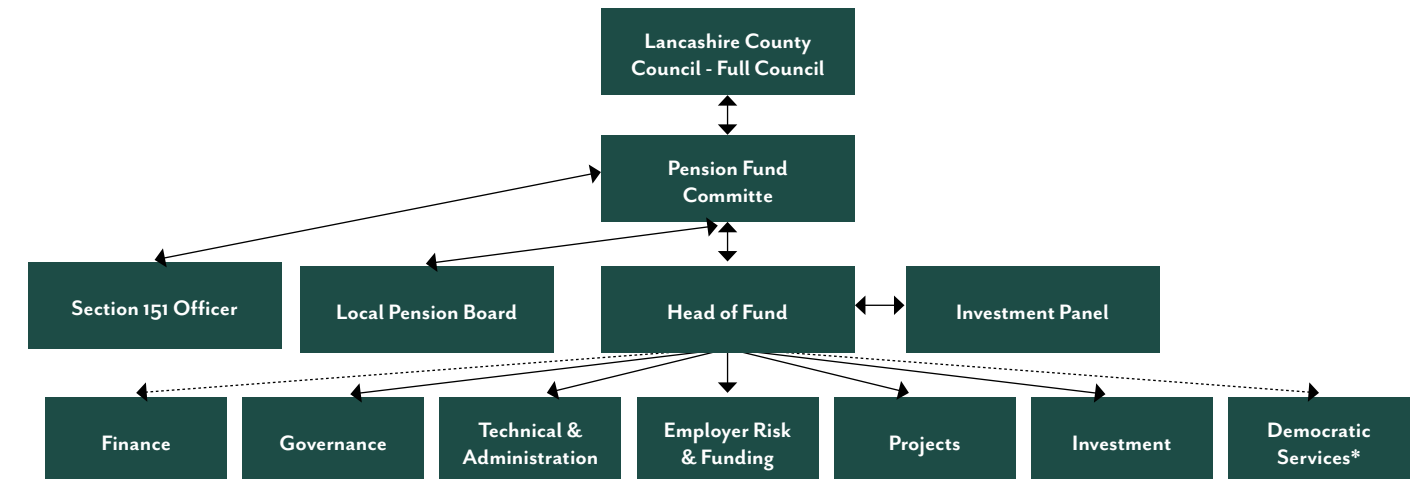 Lancashire County
Council - Full Council
Pension Fund
Committe
Section 151 Officer
Local Pension Board
Head of Fund
Investment Panel
Finance
Governance
Technical &
Administration
Employer Risk
& Funding
Projects
Investment
Democratic
Services*